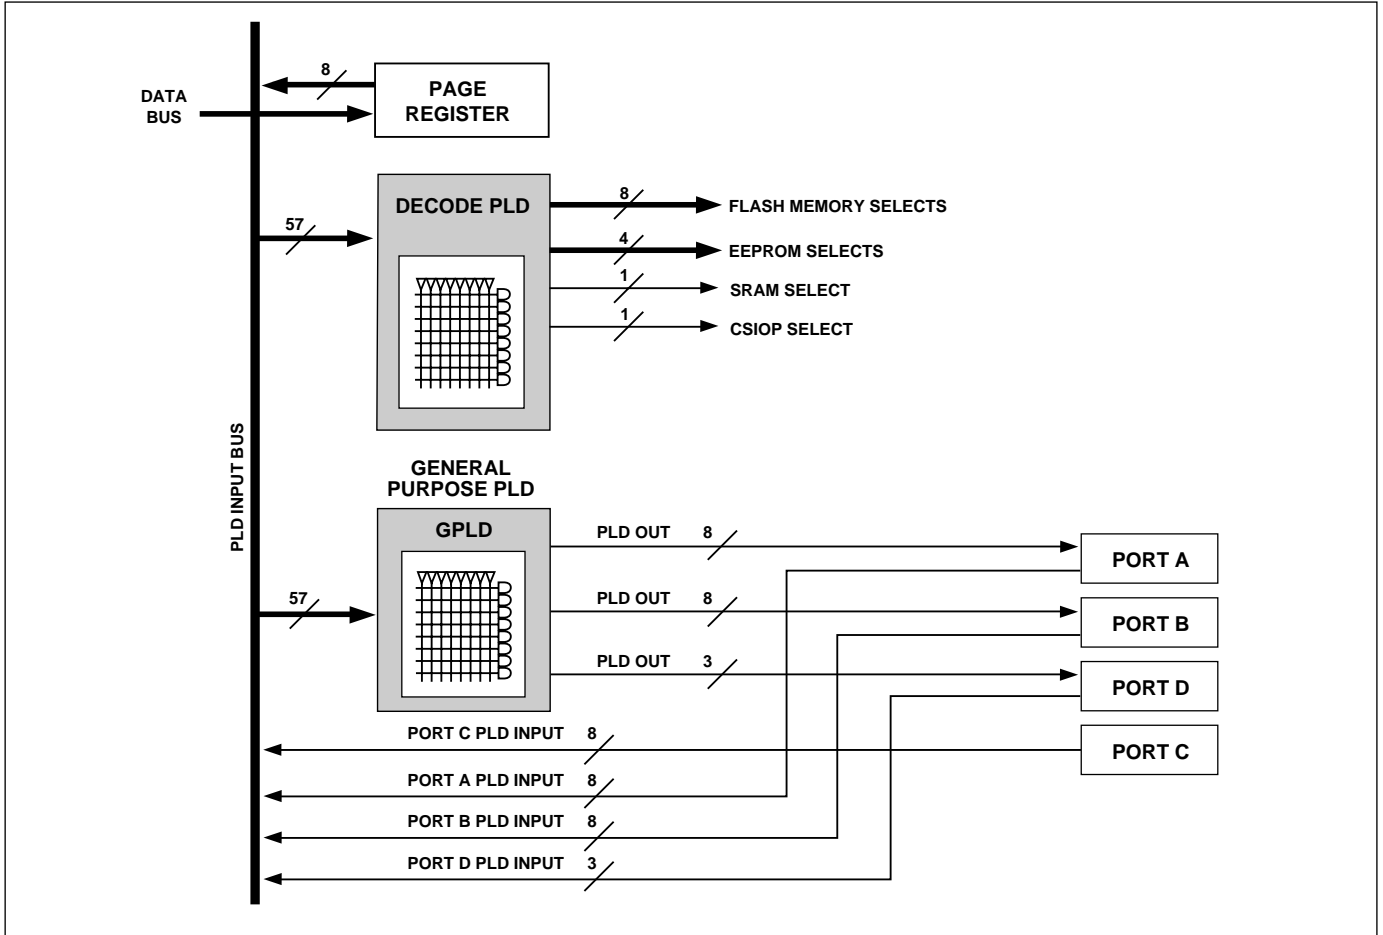 8
DATA
BUS
PAGE
REGISTER
DECODE PLD
57
8
FLASH MEMORY SELECTS
4
EEPROM SELECTS
1
SRAM SELECT
1
CSIOP SELECT
PLD INPUT BUS
GENERAL
PURPOSE PLD
GPLD
57
PLD OUT 8
PORT A
PLD OUT 8
PORT B
PLD OUT 3
PORT D
PORT C PLD INPUT 8
PORT C
PORT A PLD INPUT 8
PORT B PLD INPUT 8
PORT D PLD INPUT 3